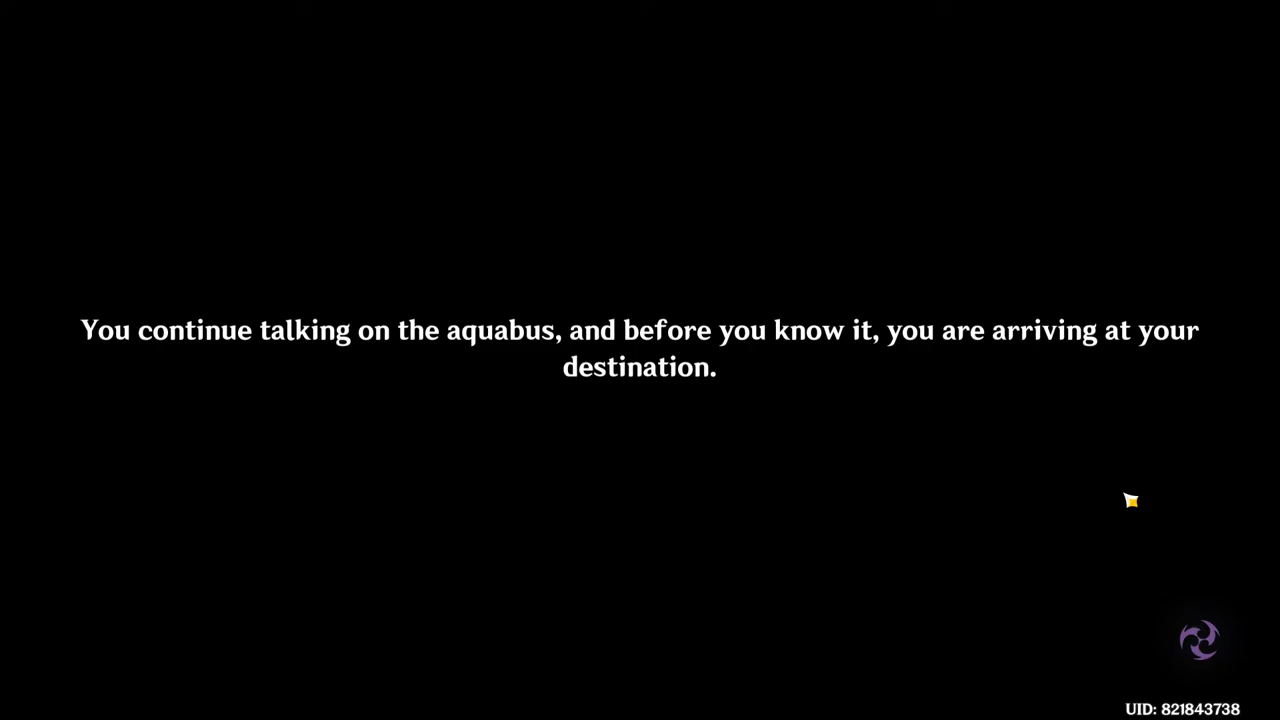 You continue talking on the aquabus, and before you know it, you are arriving at your
destination.
UID: 821843738